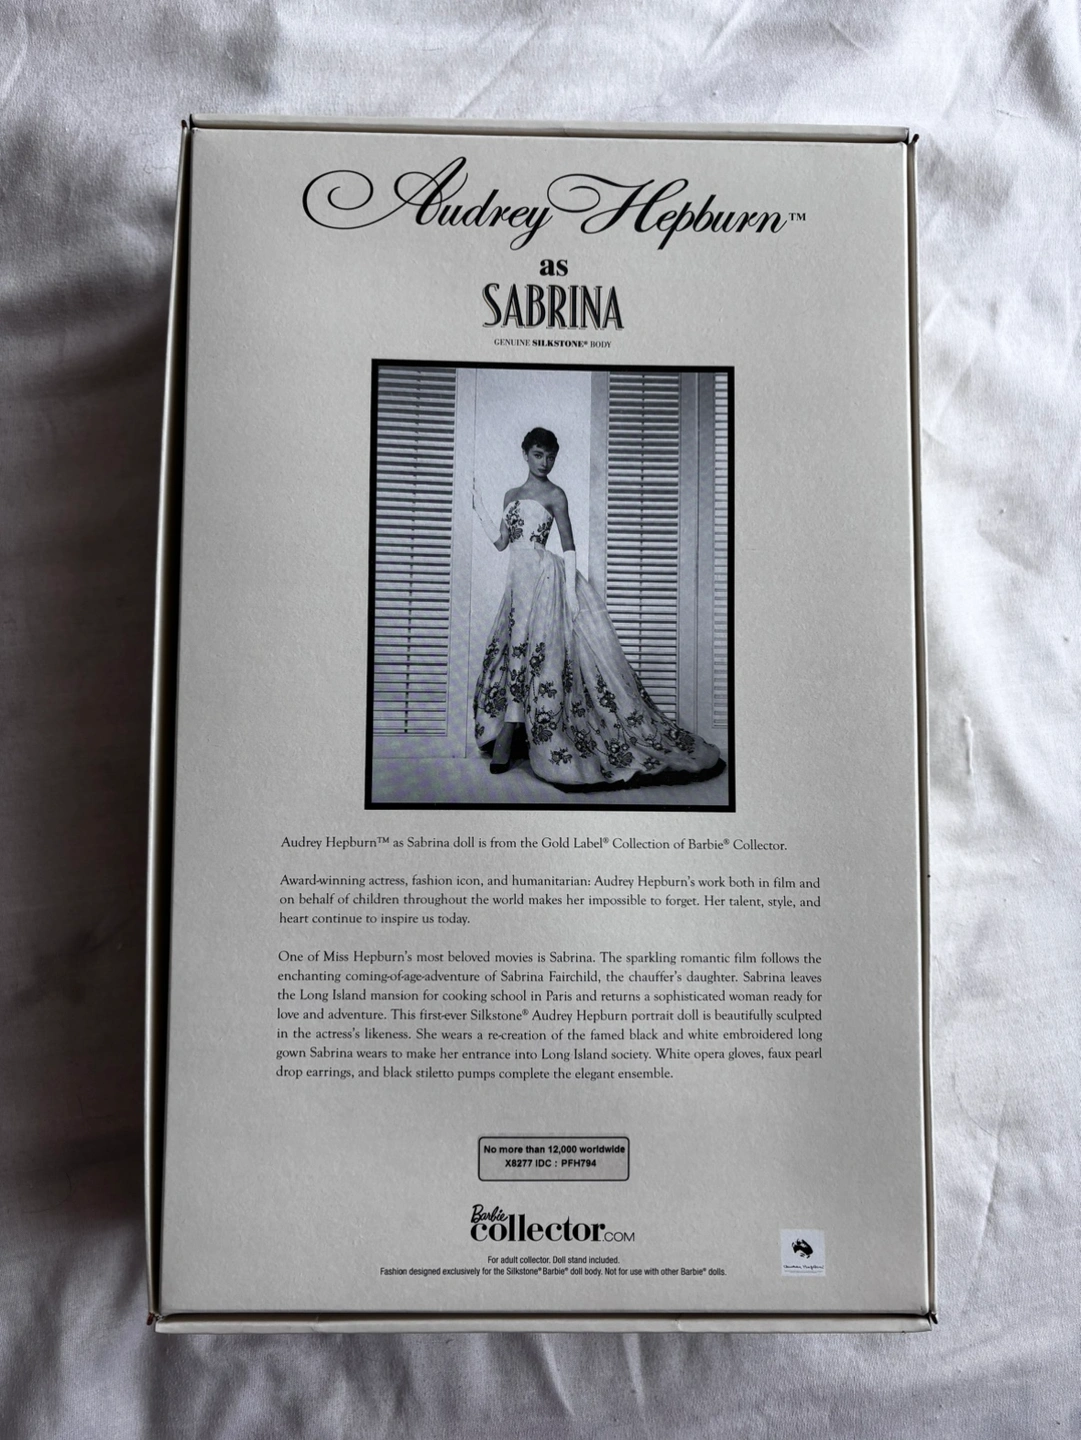 Audrey Hepburn™
as
SABRINA
GENUINE SILKSTONE® BODY
Audrey Hepburn™ as Sabrina doll is from the Gold Label® Collection of Barbie® Collector.
Award-winning actress, fashion icon, and humanitarian: Audrey Hepburn's work both in film and
on behalf of children throughout the world makes her impossible to forget. Her talent, style, and
heart continue to inspire us today.
One of Miss Hepburn's most beloved movies is Sabrina. The sparkling romantic film follows the
enchanting coming-of-age-adventure of Sabrina Fairchild, the chauffer's daughter. Sabrina leaves
the Long Island mansion for cooking school in Paris and returns a sophisticated woman ready for
love and adventure. This first-ever Silkstone® Audrey Hepburn portrait doll is beautifully sculpted
in the actress's likeness. She wears a re-creation of the famed black and white embroidered long
gown Sabrina wears to make her entrance into Long Island society. White opera gloves, faux pearl
drop earrings, and black stiletto pumps complete the elegant ensemble.
No more than 12,000 worldwide
X8277 IDC : PFH794
Barbie
collector.COM
For adult collector. Doll stand included.
Fashion designed exclusively for the Silkstone® Barbie® doll body. Not for use with other Barbie® dolls.